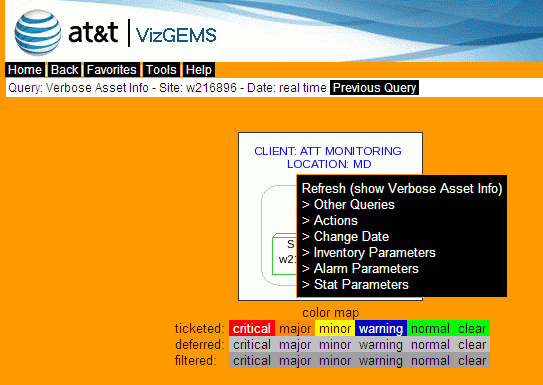 at&t | VizGEMS
Home Back Favorites Tools Help
Query: Verbose Asset Info - Site: w216896 - Date: real time Previous Query
CLIENT: ATT MONITORING
LOCATION: MD
Refresh (show Verbose Asset Info)
> Other Queries
> Actions
> Change Date
> Inventory Parameters
> Alarm Parameters
> Stat Parameters
S
w21
color map
ticketed: critical major minor warning normal clear
deferred: critical major minor warning normal clear
filtered: critical major minor warning normal clear